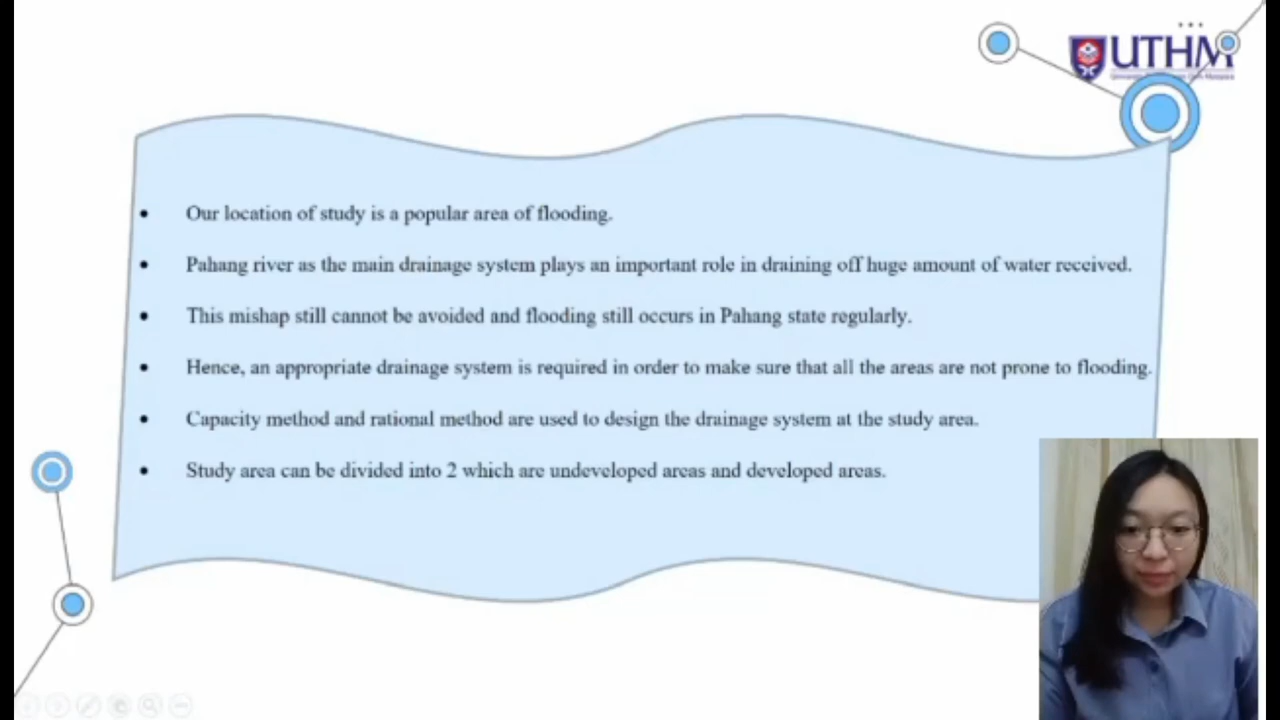 UTHM
• Our location of study is a popular area of flooding.
• Pahang river as the main drainage system plays an important role in draining off huge amount of water received.
• This mishap still cannot be avoided and flooding still occurs in Pahang state regularly.
• Hence, an appropriate drainage system is required in order to make sure that all the areas are not prone to flooding.
• Capacity method and rational method are used to design the drainage system at the study area.
• Study area can be divided into 2 which are undeveloped areas and developed areas.